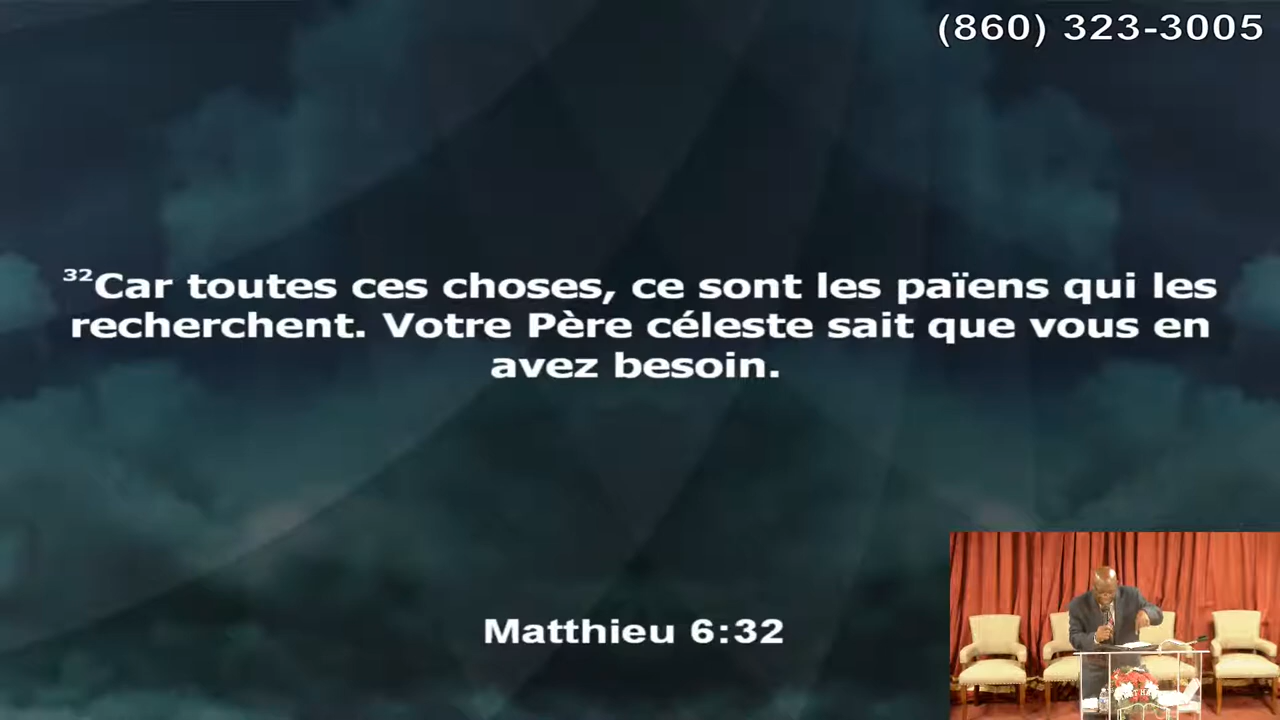 (860) 323-3005
³²Car toutes ces choses, ce sont les païens qui les
recherchent. Votre Père céleste sait que vous en
avez besoin.
Matthieu 6:32